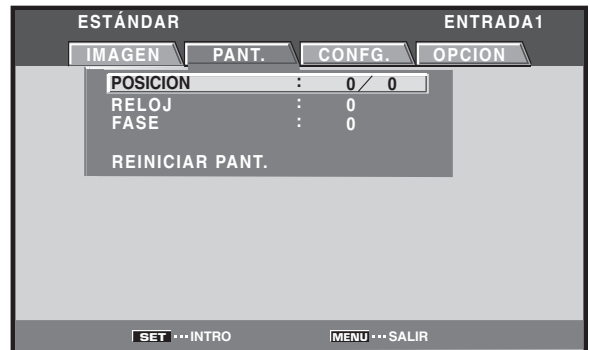 ESTÁNDAR ENTRADA1
IMAGEN PANT. CONFG. OPCION
POSICION : 0/ 0
RELOJ : 0
FASE : 0
REINICIAR PANT.
SET ··· INTRO MENU ··· SALIR